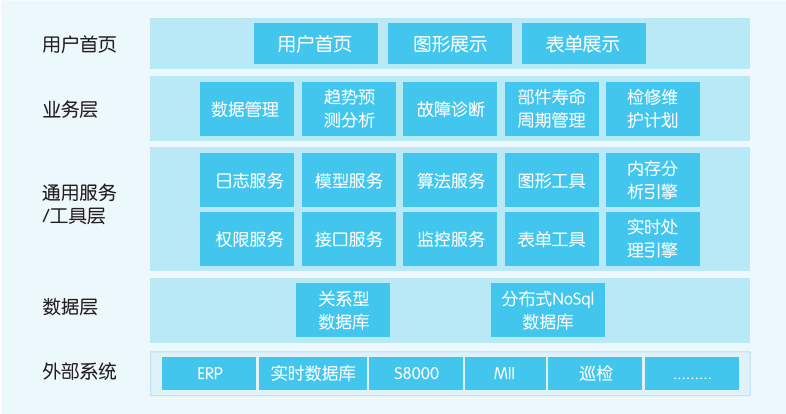 用户首页
用户首页
图形展示
表单展示
业务层
数据管理
趋势预
测分析
故障诊断
部件寿命
周期管理
检修维
护计划
通用服务
/工具层
日志服务
模型服务
算法服务
图形工具
内存分
析引擎
权限服务
接口服务
监控服务
表单工具
实时处
理引擎
数据层
关系型
数据库
分布式NoSql
数据库
外部系统
ERP
实时数据库
S8000
MII
巡检
.........